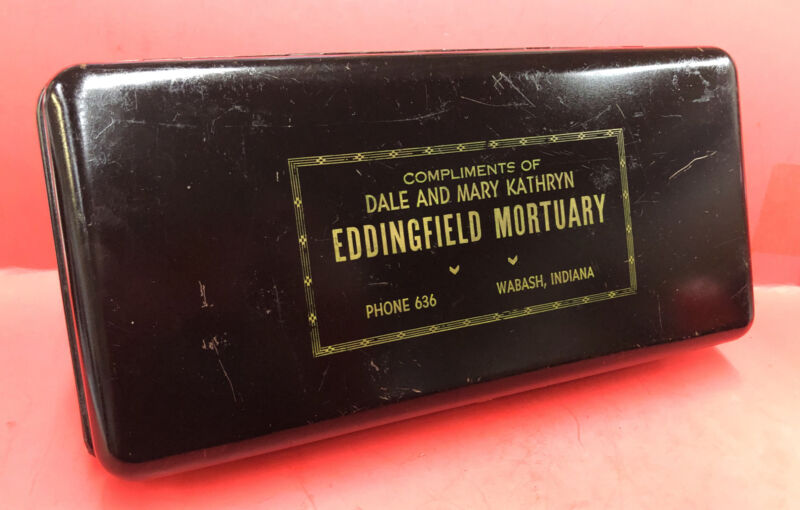 COMPLIMENTS OF
DALE AND MARY KATHRYN
EDDINGFIELD MORTUARY
PHONE 636 WABASH, INDIANA